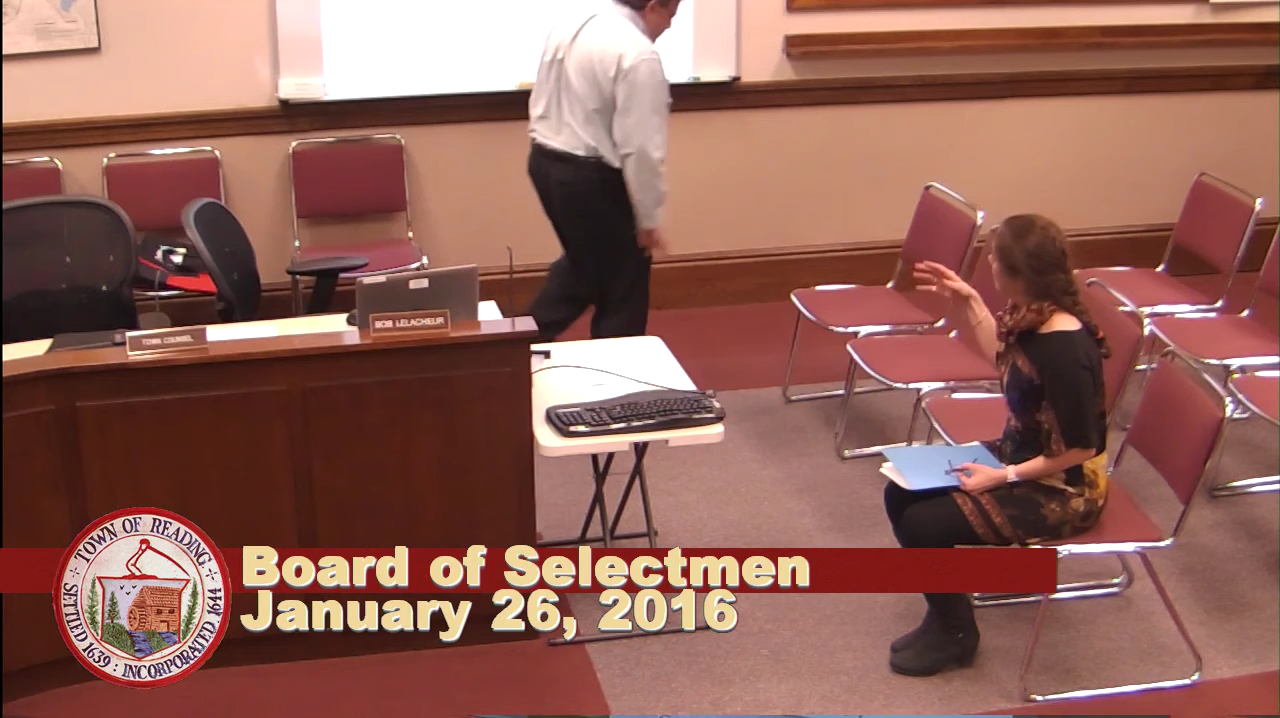 TOWN COUNSEL
BOB LELACHEUR
Board of Selectmen
January 26, 2016
TOWN OF READING
SETTLED 1639 : INCORPORATED 1644